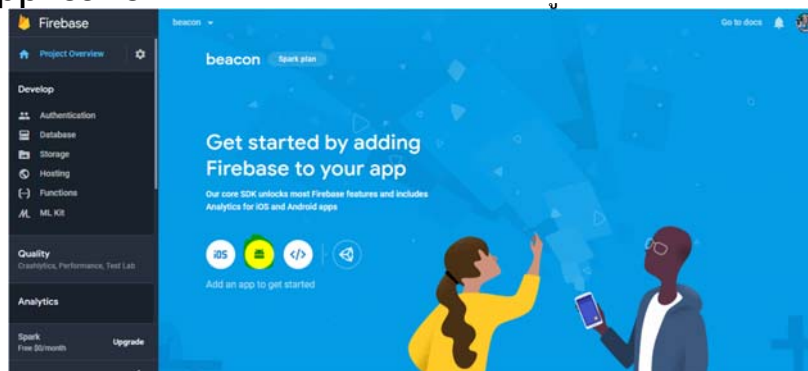 Firebase
beacon
Go to docs
Project Overview
beacon
Spark plan
Develop
Authentication
Database
Storage
Hosting
Functions
ML Kit
Get started by adding
Firebase to your app
Our core SDK unlocks most Firebase features and includes
Analytics for iOS and Android apps
iOS
Add an app to get started
Quality
Crashlytics, Performance, Test Lab
Analytics
Spark
Free $0/month
Upgrade